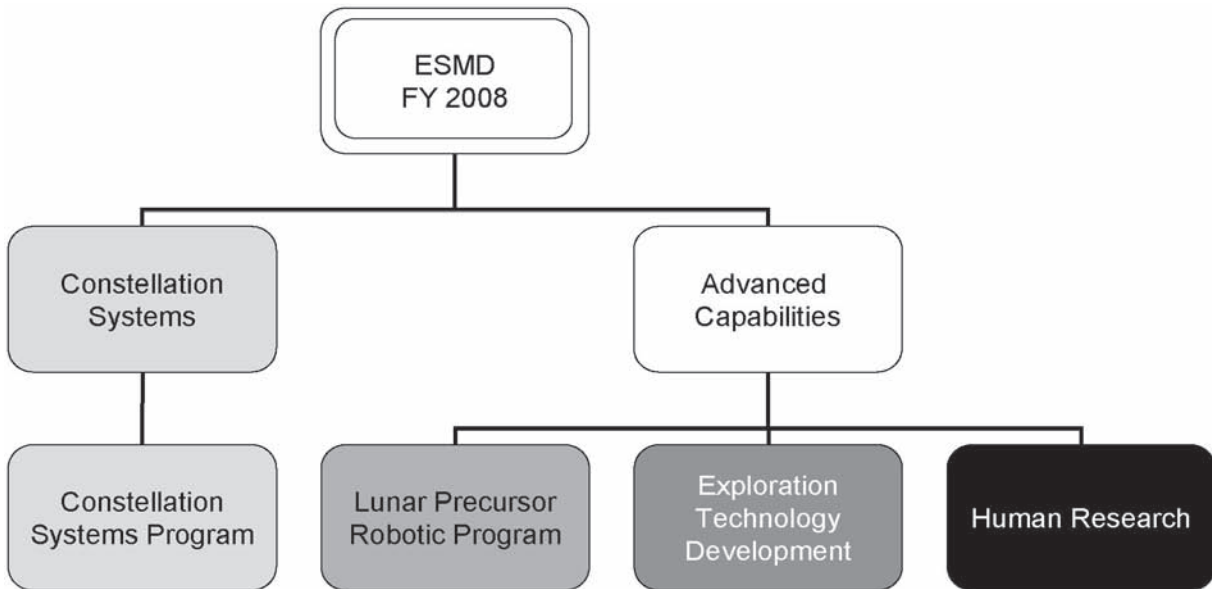 ESMD
FY 2008
Constellation
Systems
Advanced
Capabilities
Constellation
Systems Program
Lunar Precursor
Robotic Program
Exploration
Technology
Development
Human Research